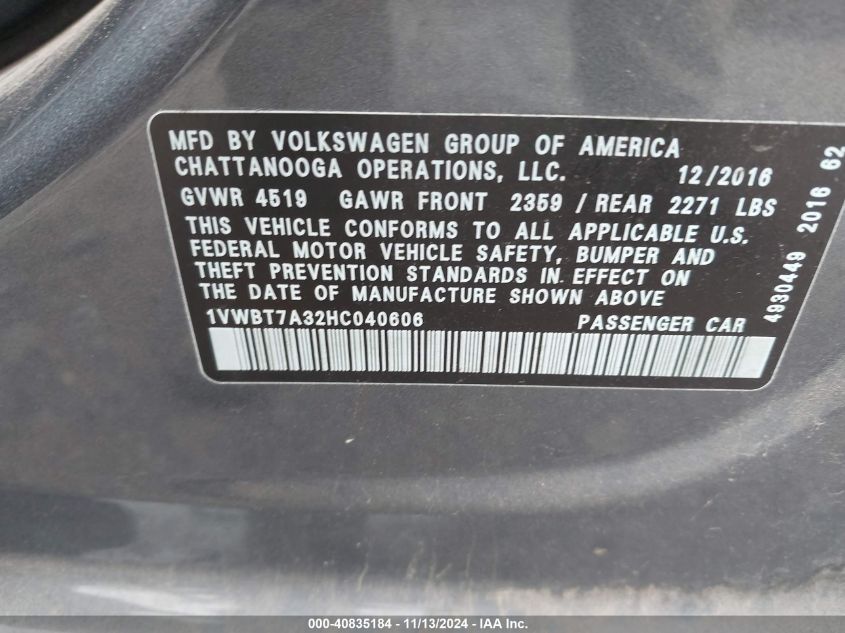 MFD BY VOLKSWAGEN GROUP OF AMERICA
CHATTANOOGA OPERATIONS, LLC. 12/2016
GVWR 4519 GAWR FRONT 2359 / REAR 2271 LBS
THIS VEHICLE CONFORMS TO ALL APPLICABLE U.S.
FEDERAL MOTOR VEHICLE SAFETY, BUMPER AND
THEFT PREVENTION STANDARDS IN EFFECT ON
THE DATE OF MANUFACTURE SHOWN ABOVE
1VWBT7A32HC040606 PASSENGER CAR
4930449 2016 62
000-40835184 - 11/13/2024 - IAAI, Inc.